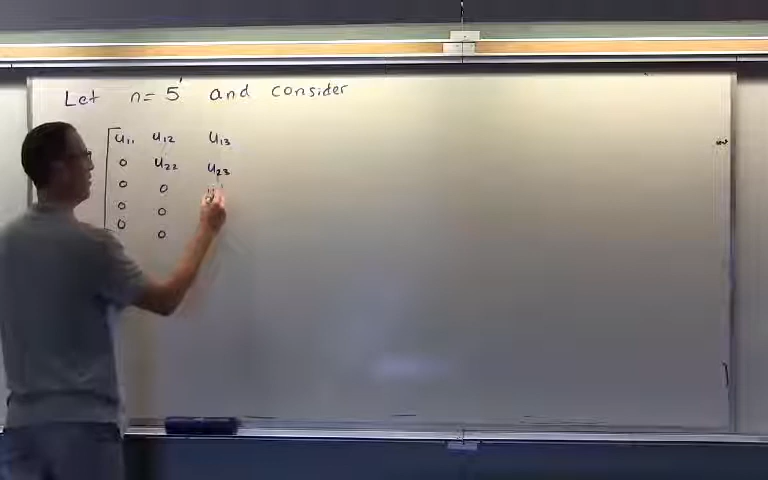 Let n = 5 and consider
u11 u12 u13
0 u22 u23
0 0 u
0 0
0 0